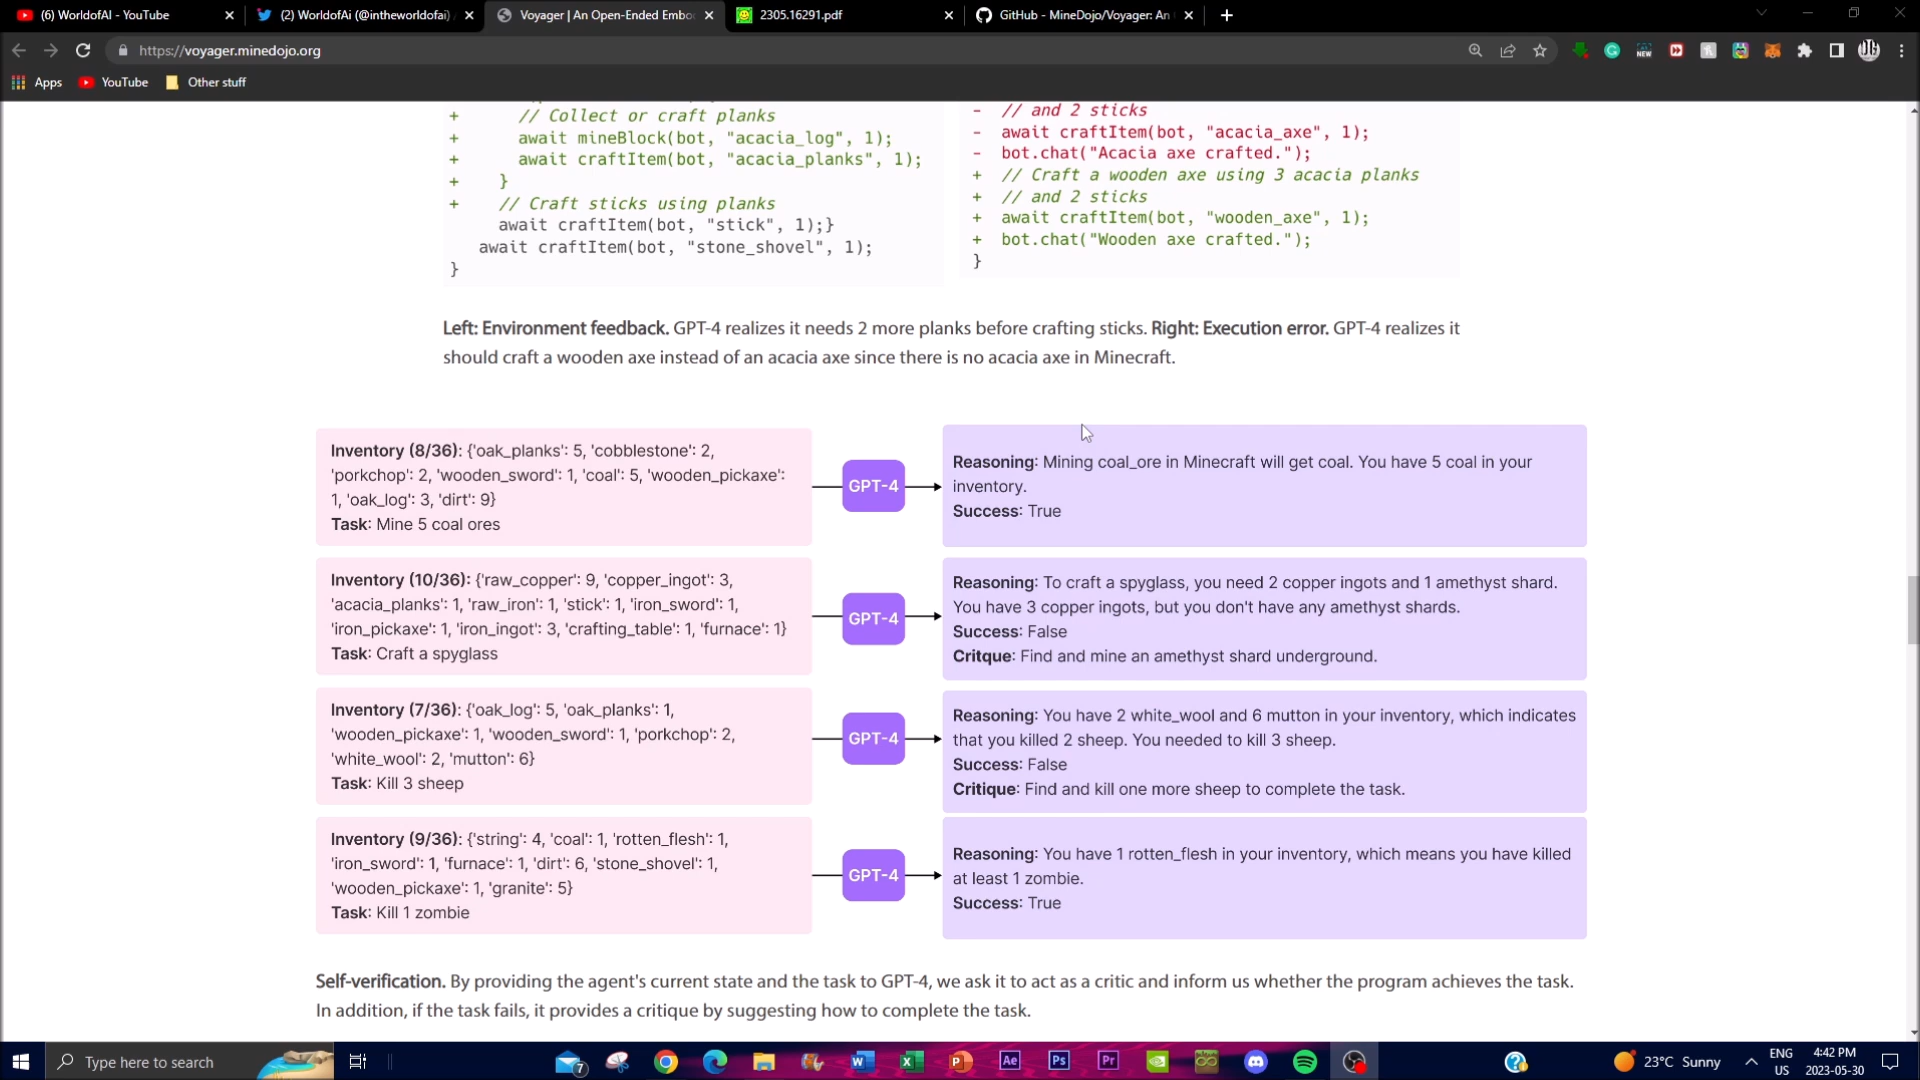 (6) WorldofAI - YouTube
(2) WorldofAi (@intheworldofai)
Voyager | An Open-Ended Embo
2305.16291.pdf
GitHub - MineDojo/Voyager: An
https://voyager.minedojo.org
NEW
Apps
YouTube
Other stuff
+ // Collect or craft planks
+ await mineBlock(bot, "acacia_log", 1);
+ await craftItem(bot, "acacia_planks", 1);
+ }
+ // Craft sticks using planks
await craftItem(bot, "stick", 1);}
await craftItem(bot, "stone_shovel", 1);
}
- // and 2 sticks
- await craftItem(bot, "acacia_axe", 1);
- bot.chat("Acacia axe crafted.");
+ // Craft a wooden axe using 3 acacia planks
+ // and 2 sticks
+ await craftItem(bot, "wooden_axe", 1);
+ bot.chat("Wooden axe crafted.");
}
Left: Environment feedback. GPT-4 realizes it needs 2 more planks before crafting sticks. Right: Execution error. GPT-4 realizes it
should craft a wooden axe instead of an acacia axe since there is no acacia axe in Minecraft.
Inventory (8/36): {'oak_planks': 5, 'cobblestone': 2,
'porkchop': 2, 'wooden_sword': 1, 'coal': 5, 'wooden_pickaxe':
1, 'oak_log': 3, 'dirt': 9}
Task: Mine 5 coal ores
GPT-4
Reasoning: Mining coal_ore in Minecraft will get coal. You have 5 coal in your
inventory.
Success: True
Inventory (10/36): {'raw_copper': 9, 'copper_ingot': 3,
'acacia_planks': 1, 'raw_iron': 1, 'stick': 1, 'iron_sword': 1,
'iron_pickaxe': 1, 'iron_ingot': 3, 'crafting_table': 1, 'furnace': 1}
Task: Craft a spyglass
GPT-4
Reasoning: To craft a spyglass, you need 2 copper ingots and 1 amethyst shard.
You have 3 copper ingots, but you don't have any amethyst shards.
Success: False
Critque: Find and mine an amethyst shard underground.
Inventory (7/36): {'oak_log': 5, 'oak_planks': 1,
'wooden_pickaxe': 1, 'wooden_sword': 1, 'porkchop': 2,
'white_wool': 2, 'mutton': 6}
Task: Kill 3 sheep
GPT-4
Reasoning: You have 2 white_wool and 6 mutton in your inventory, which indicates
that you killed 2 sheep. You needed to kill 3 sheep.
Success: False
Critique: Find and kill one more sheep to complete the task.
Inventory (9/36): {'string': 4, 'coal': 1, 'rotten_flesh': 1,
'iron_sword': 1, 'furnace': 1, 'dirt': 6, 'stone_shovel': 1,
'wooden_pickaxe': 1, 'granite': 5}
Task: Kill 1 zombie
GPT-4
Reasoning: You have 1 rotten_flesh in your inventory, which means you have killed
at least 1 zombie.
Success: True
Self-verification. By providing the agent's current state and the task to GPT-4, we ask it to act as a critic and inform us whether the program achieves the task.
In addition, if the task fails, it provides a critique by suggesting how to complete the task.
Type here to search
7
Ae
Ps
Pr
23°C Sunny
ENG
US
4:42 PM
2023-05-30